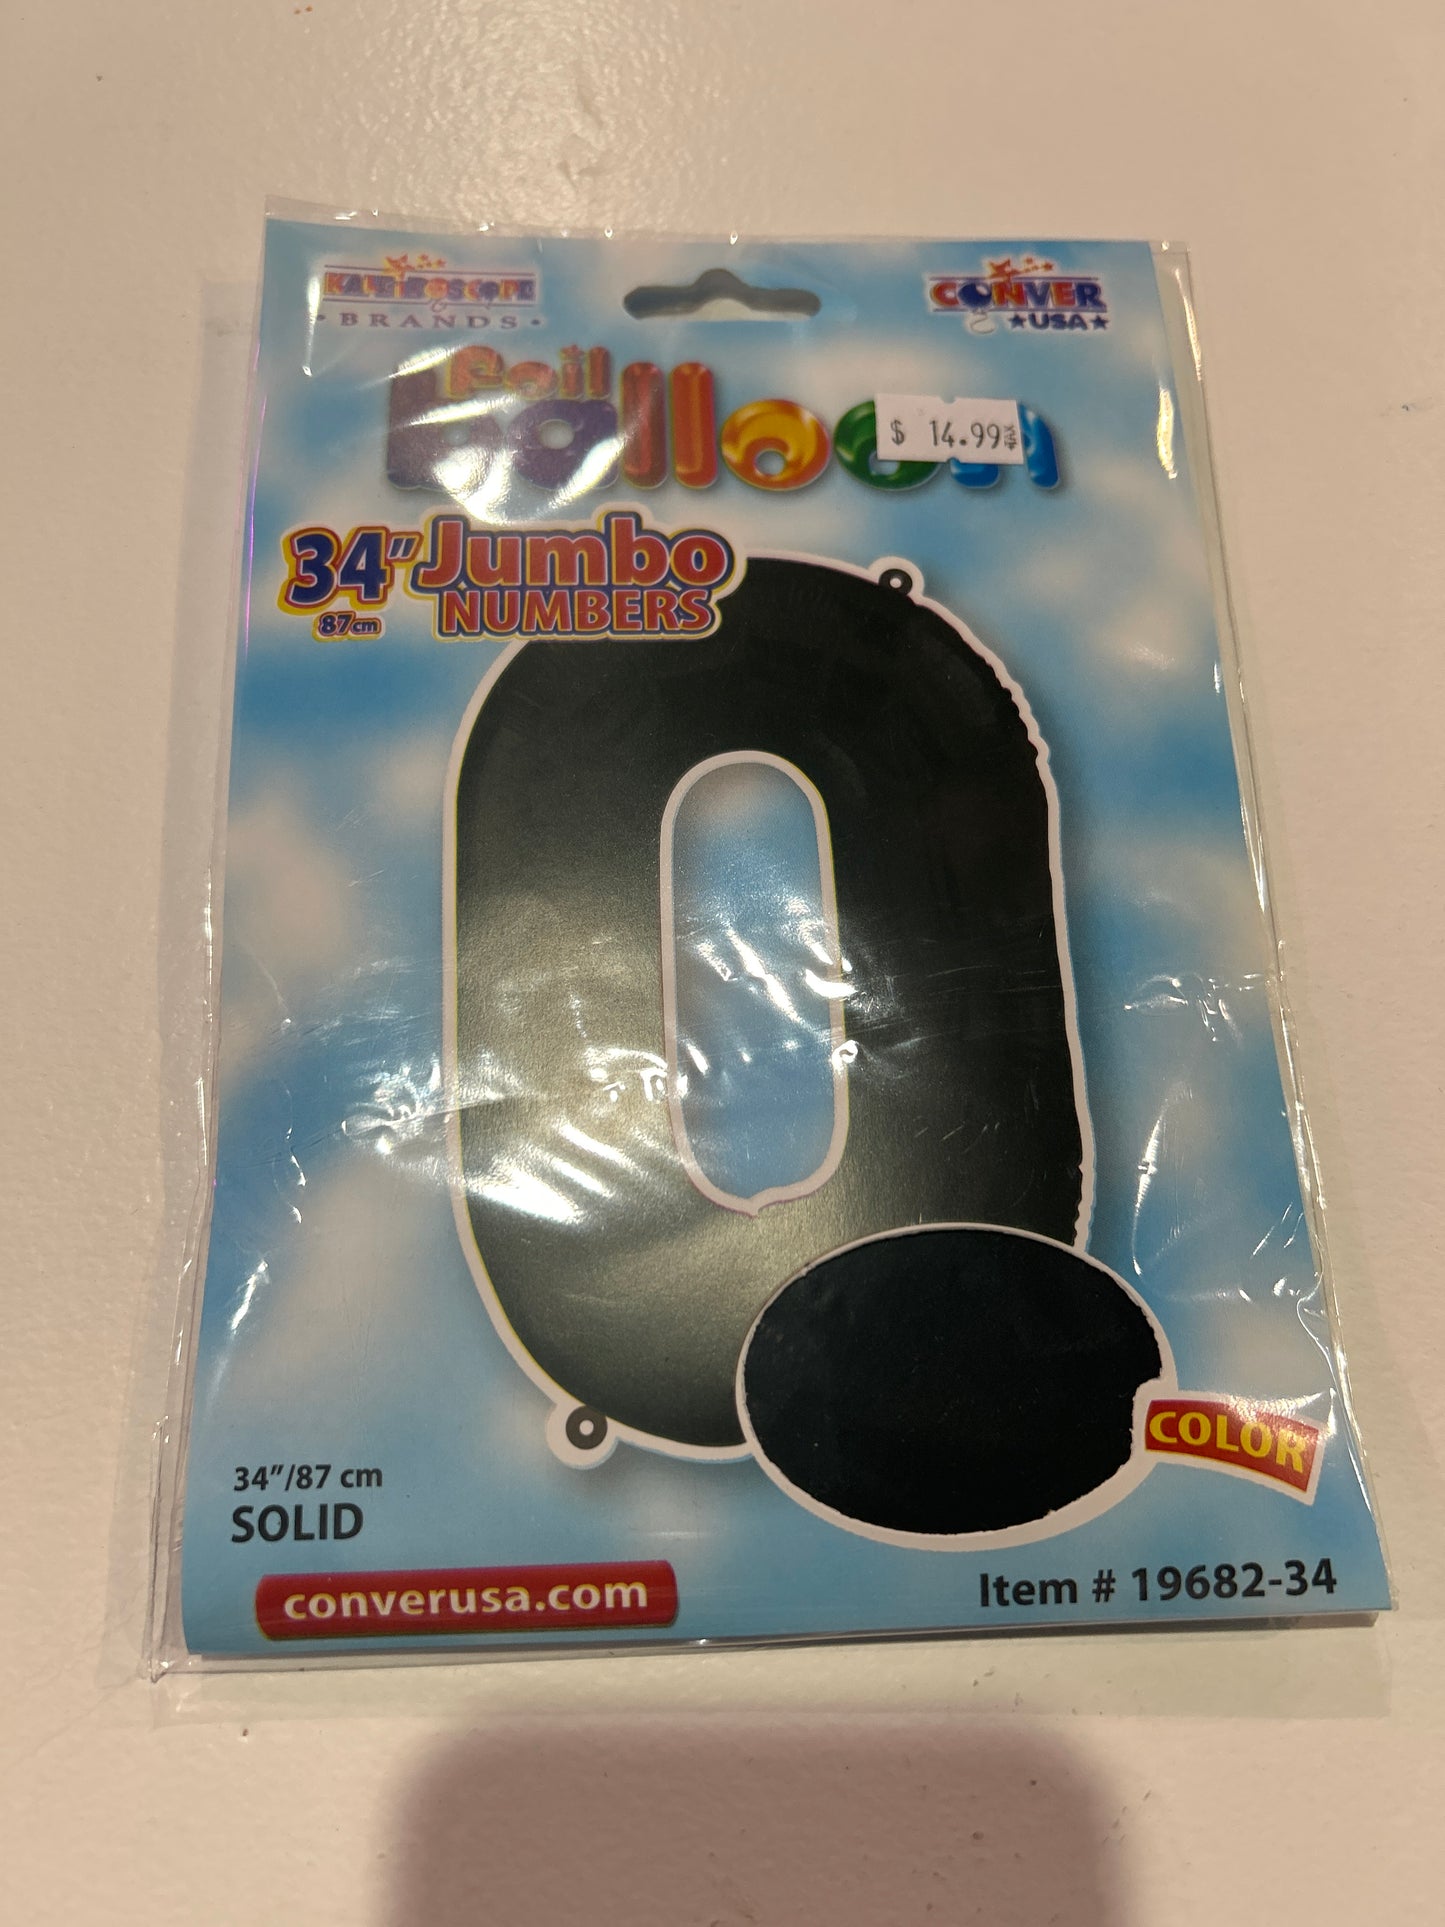 KALEIDOSCOPE
BRANDS
CONVER
USA
Foil
balloon
$ 14.99
34" Jumbo
87cm NUMBERS
0
COLOR
34"/87 cm
SOLID
converusa.com
Item # 19682-34